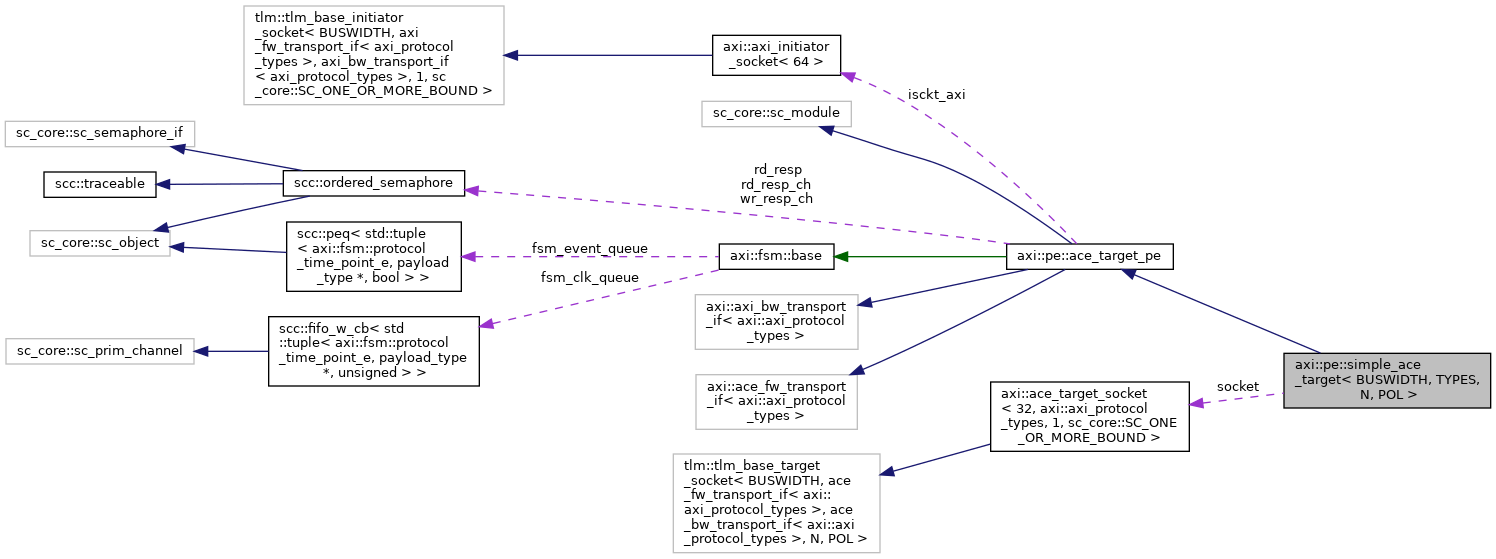 tlm::tlm_base_initiator
_socket< BUSWIDTH, axi
_fw_transport_if< axi_protocol
_types >, axi_bw_transport_if
< axi_protocol_types >, 1, sc
_core::SC_ONE_OR_MORE_BOUND >
axi::axi_initiator
_socket< 64 >
isckt_axi
sc_core::sc_module
sc_core::sc_semaphore_if
scc::traceable
scc::ordered_semaphore
rd_resp
rd_resp_ch
wr_resp_ch
sc_core::sc_object
scc::peq< std::tuple
< axi::fsm::protocol
_time_point_e, payload
_type *, bool > >
fsm_event_queue
fsm_clk_queue
axi::fsm::base
axi::pe::ace_target_pe
axi::axi_bw_transport
_if< axi::axi_protocol
_types >
scc::fifo_w_cb< std
::tuple< axi::fsm::protocol
_time_point_e, payload_type
*, unsigned > >
sc_core::sc_prim_channel
axi::ace_fw_transport
_if< axi::axi_protocol
_types >
axi::pe::simple_ace
_target< BUSWIDTH, TYPES,
N, POL >
socket
axi::ace_target_socket
< 32, axi::axi_protocol
_types, 1, sc_core::SC_ONE
_OR_MORE_BOUND >
tlm::tlm_base_target
_socket< BUSWIDTH, ace
_fw_transport_if< axi::
axi_protocol_types >, ace
_bw_transport_if< axi::axi
_protocol_types >, N, POL >